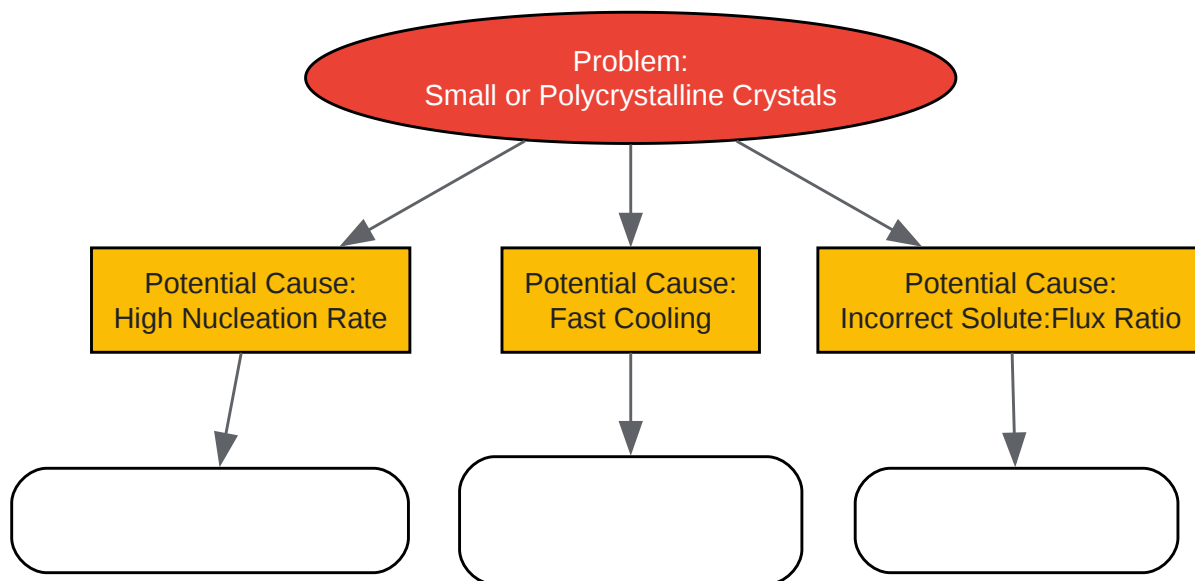 Problem:
Small or Polycrystalline Crystals
Potential Cause:
High Nucleation Rate
Potential Cause:
Fast Cooling
Potential Cause:
Incorrect Solute:Flux Ratio